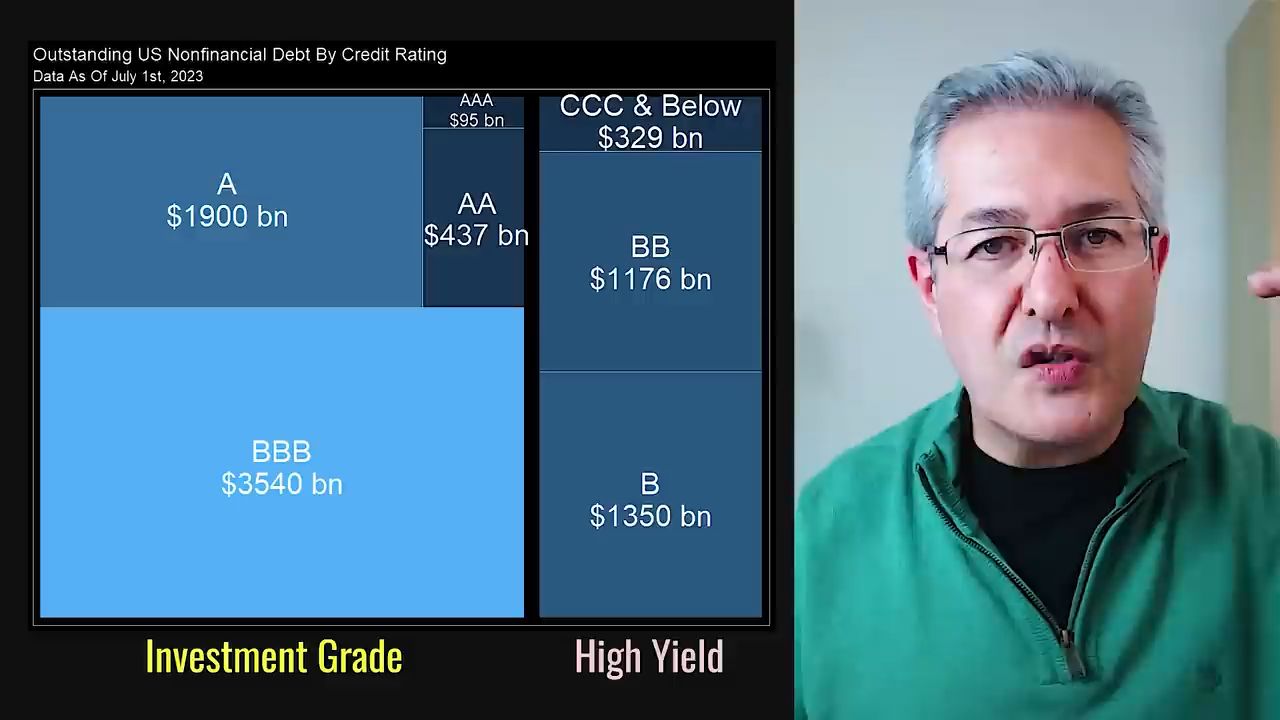 Outstanding US Nonfinancial Debt By Credit Rating
Data As Of July 1st, 2023
A
$1900 bn
AAA
$95 bn
AA
$437 bn
BBB
$3540 bn
CCC & Below
$329 bn
BB
$1176 bn
B
$1350 bn
Investment Grade
High Yield